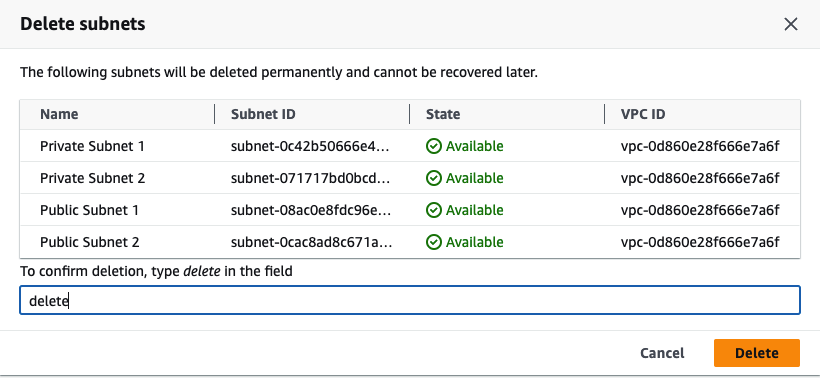 Delete subnets
The following subnets will be deleted permanently and cannot be recovered later.
Name Subnet ID State VPC ID
Private Subnet 1 subnet-0c42b50666e4... Available vpc-0d860e28f666e7a6f
Private Subnet 2 subnet-071717bd0bcd... Available vpc-0d860e28f666e7a6f
Public Subnet 1 subnet-08ac0e8fdc96e... Available vpc-0d860e28f666e7a6f
Public Subnet 2 subnet-0cac8ad8c671a... Available vpc-0d860e28f666e7a6f
To confirm deletion, type delete in the field
delete
Cancel Delete